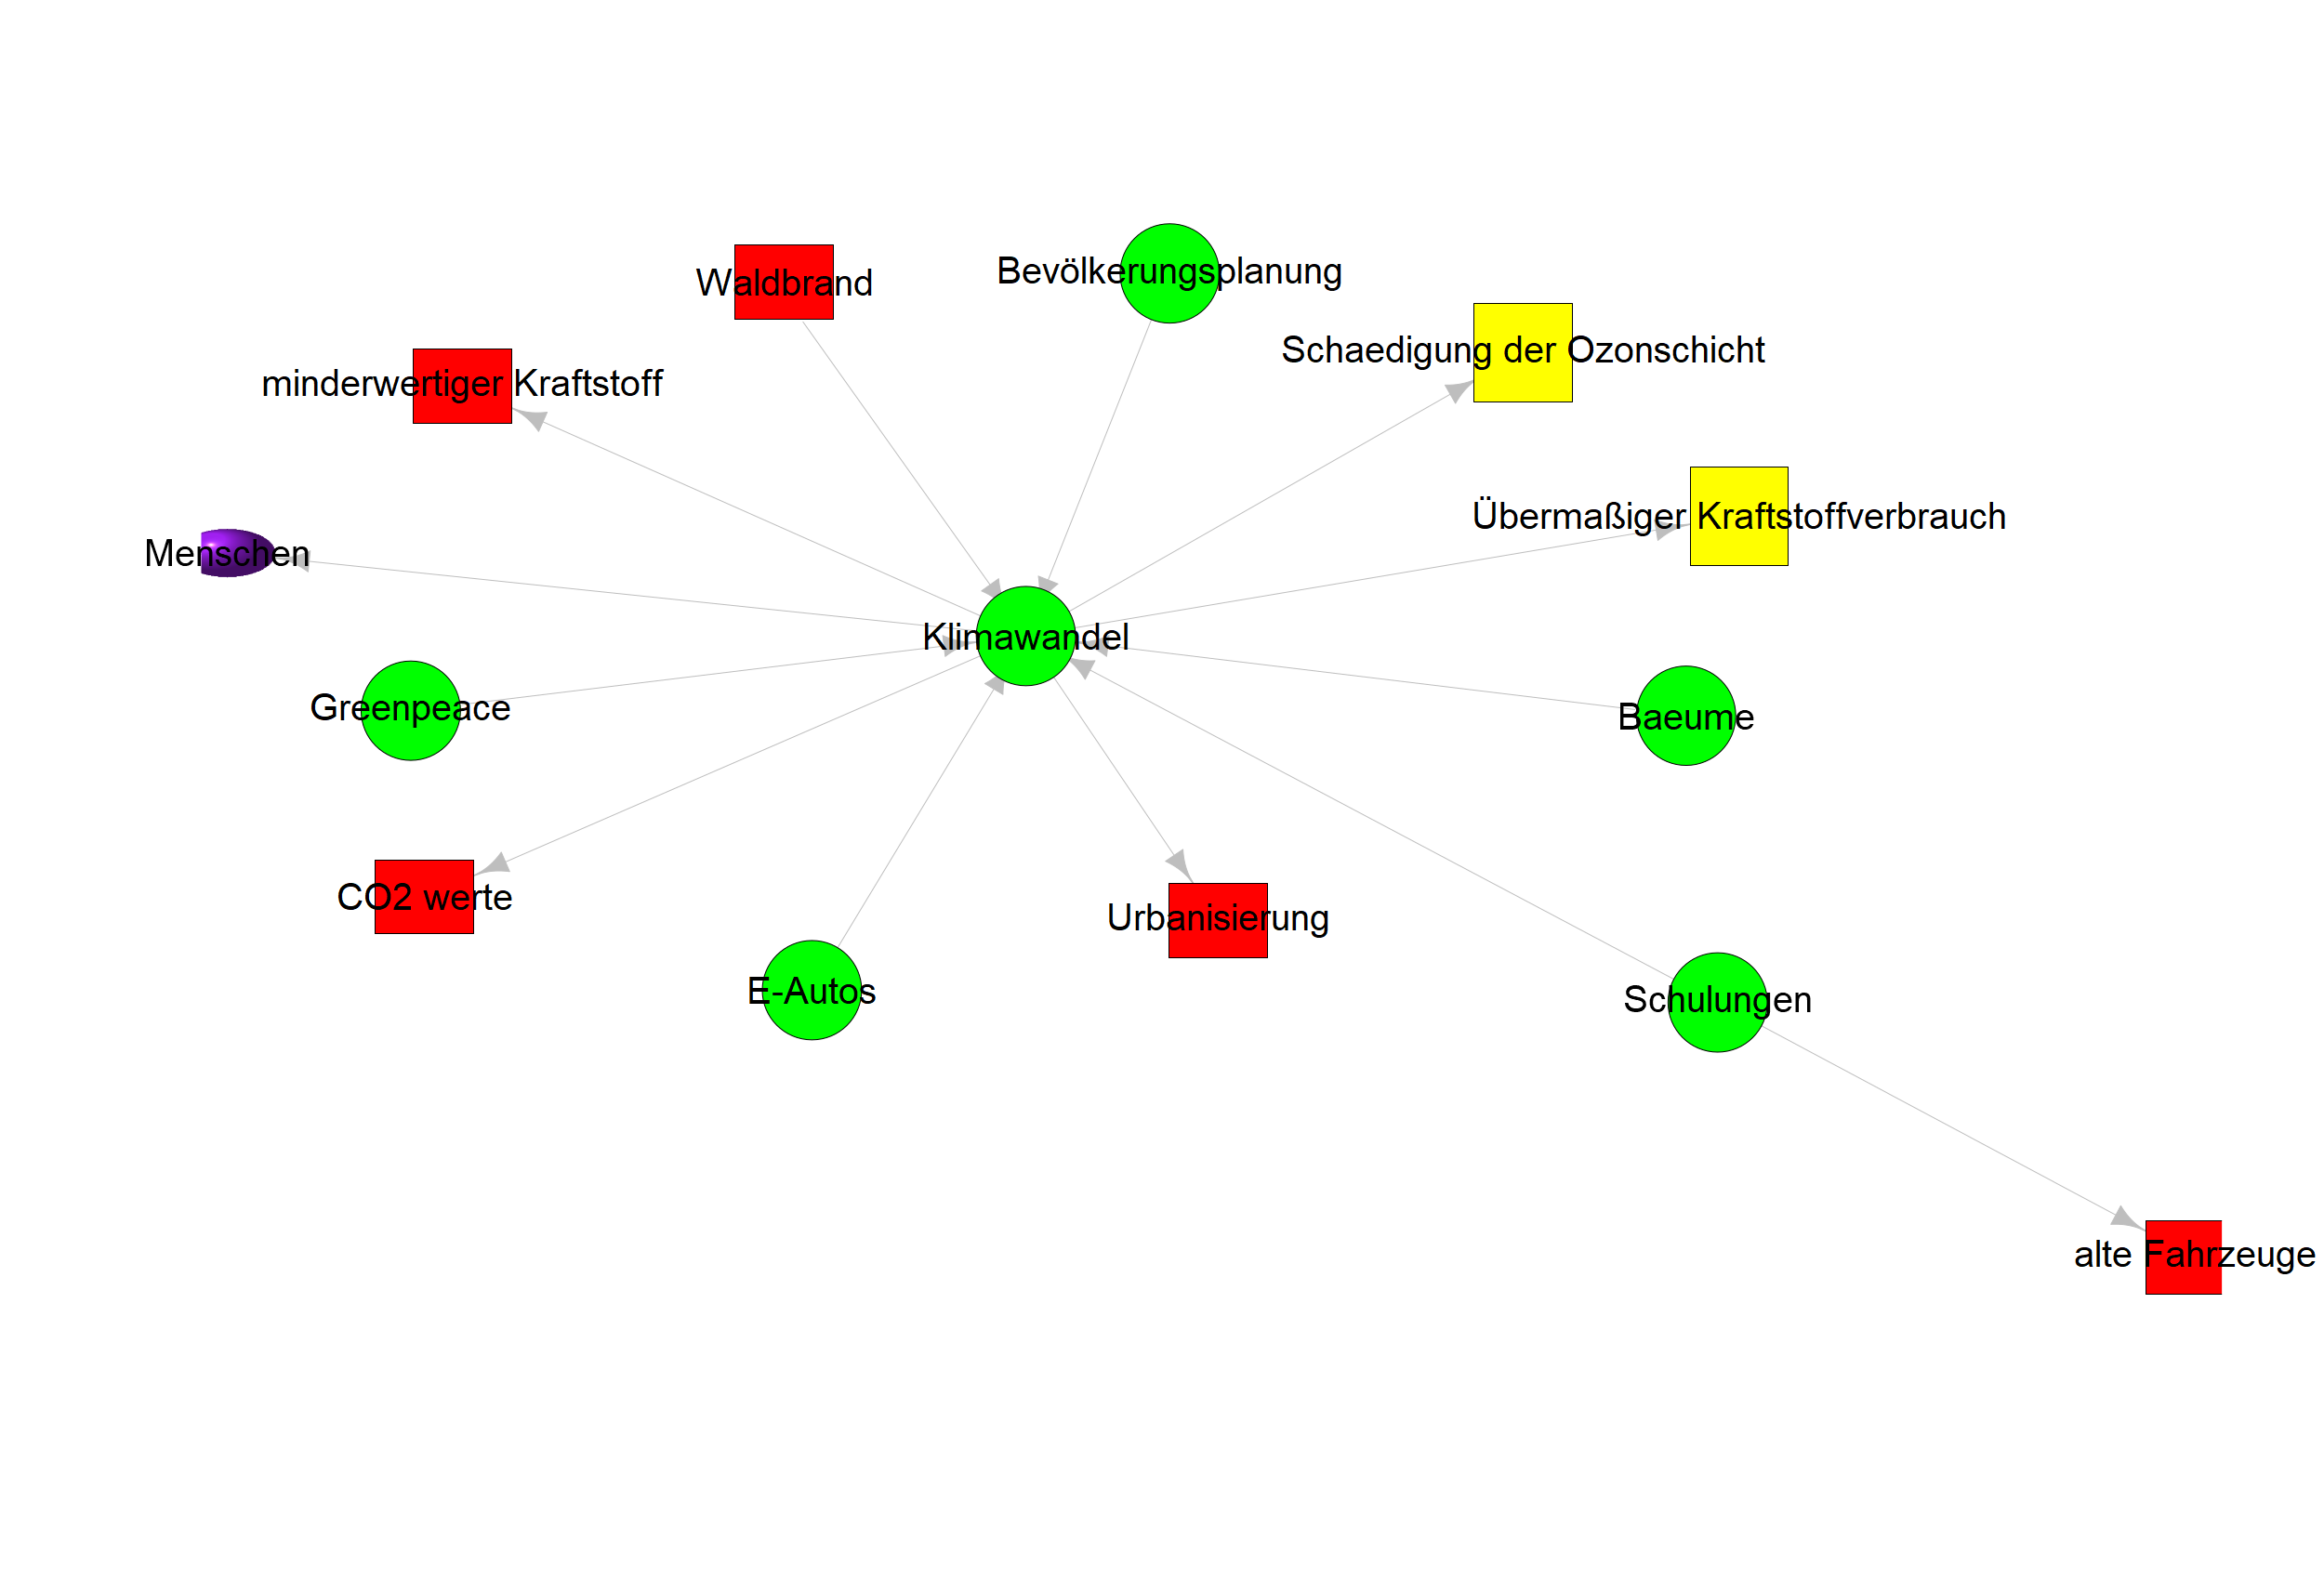 Bevölkerungsplanung
Waldbrand
Schaedigung der Ozonschicht
minderwertiger Kraftstoff
Übermaßiger Kraftstoffverbrauch
Menschen
Klimawandel
Greenpeace
Baeume
CO2 werte
Urbanisierung
E-Autos
Schulungen
alte Fahrzeuge